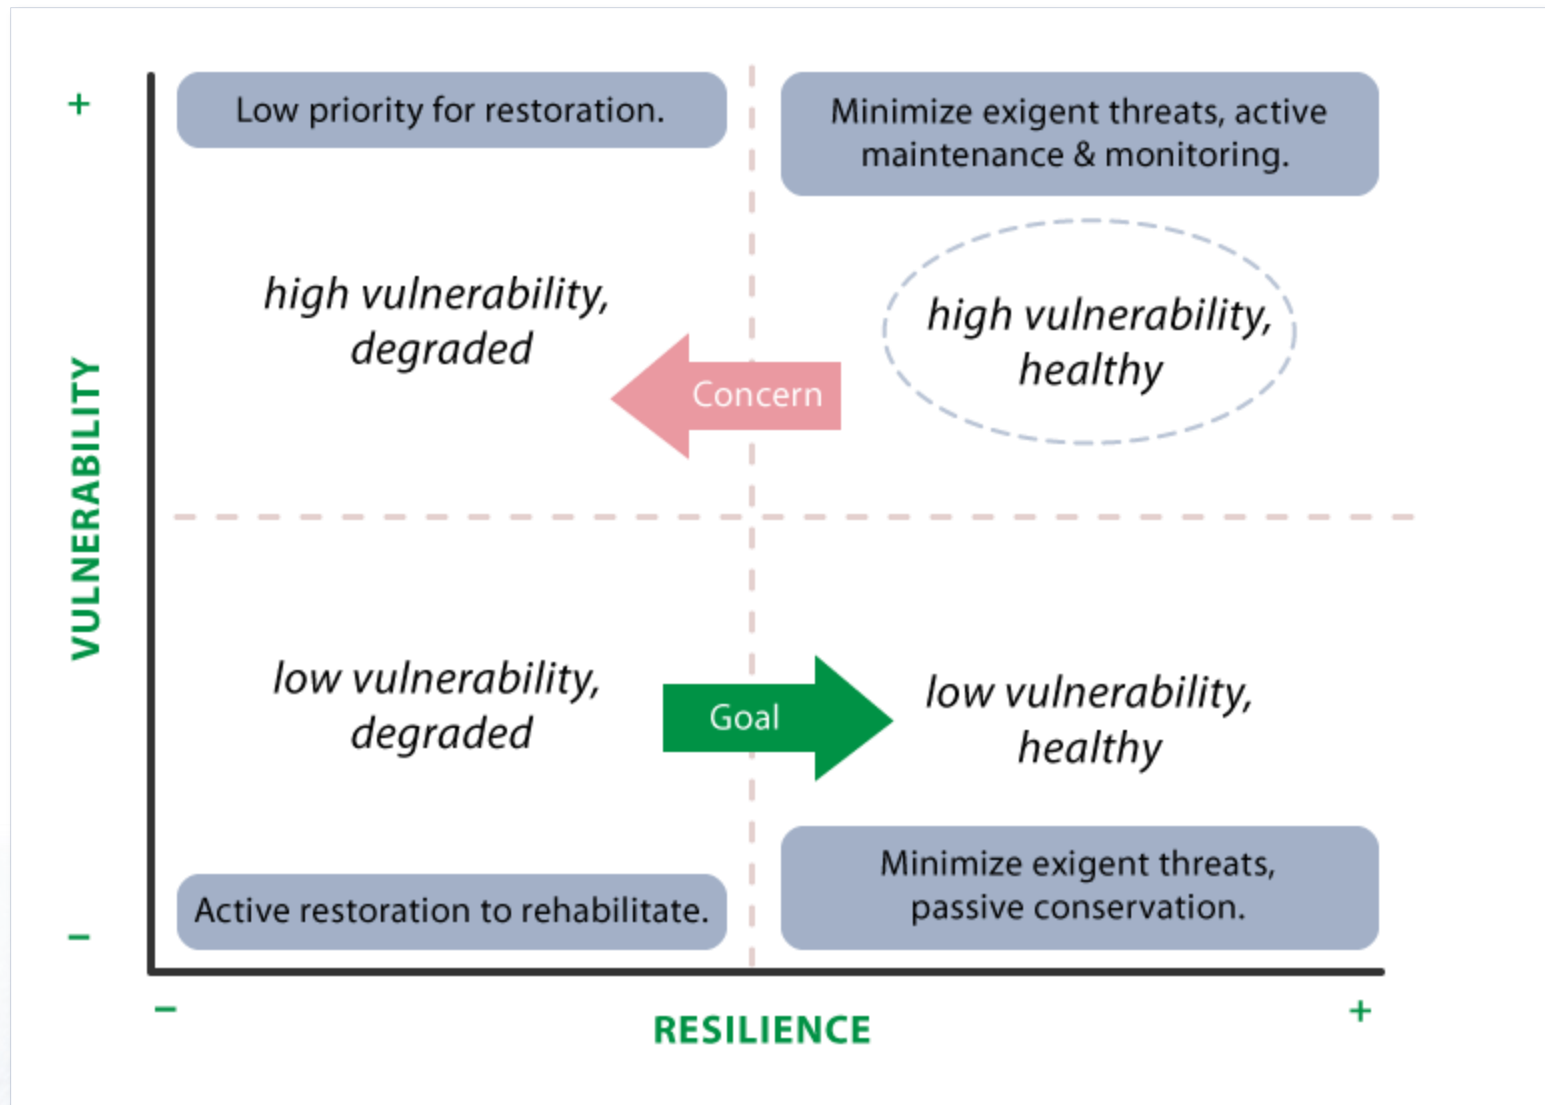 +
Low priority for restoration.
Minimize exigent threats, active
maintenance & monitoring.
high vulnerability,
degraded
high vulnerability,
healthy
Concern
VULNERABILITY
low vulnerability,
degraded
Goal
low vulnerability,
healthy
Active restoration to rehabilitate.
Minimize exigent threats,
passive conservation.
–
–
RESILIENCE
+